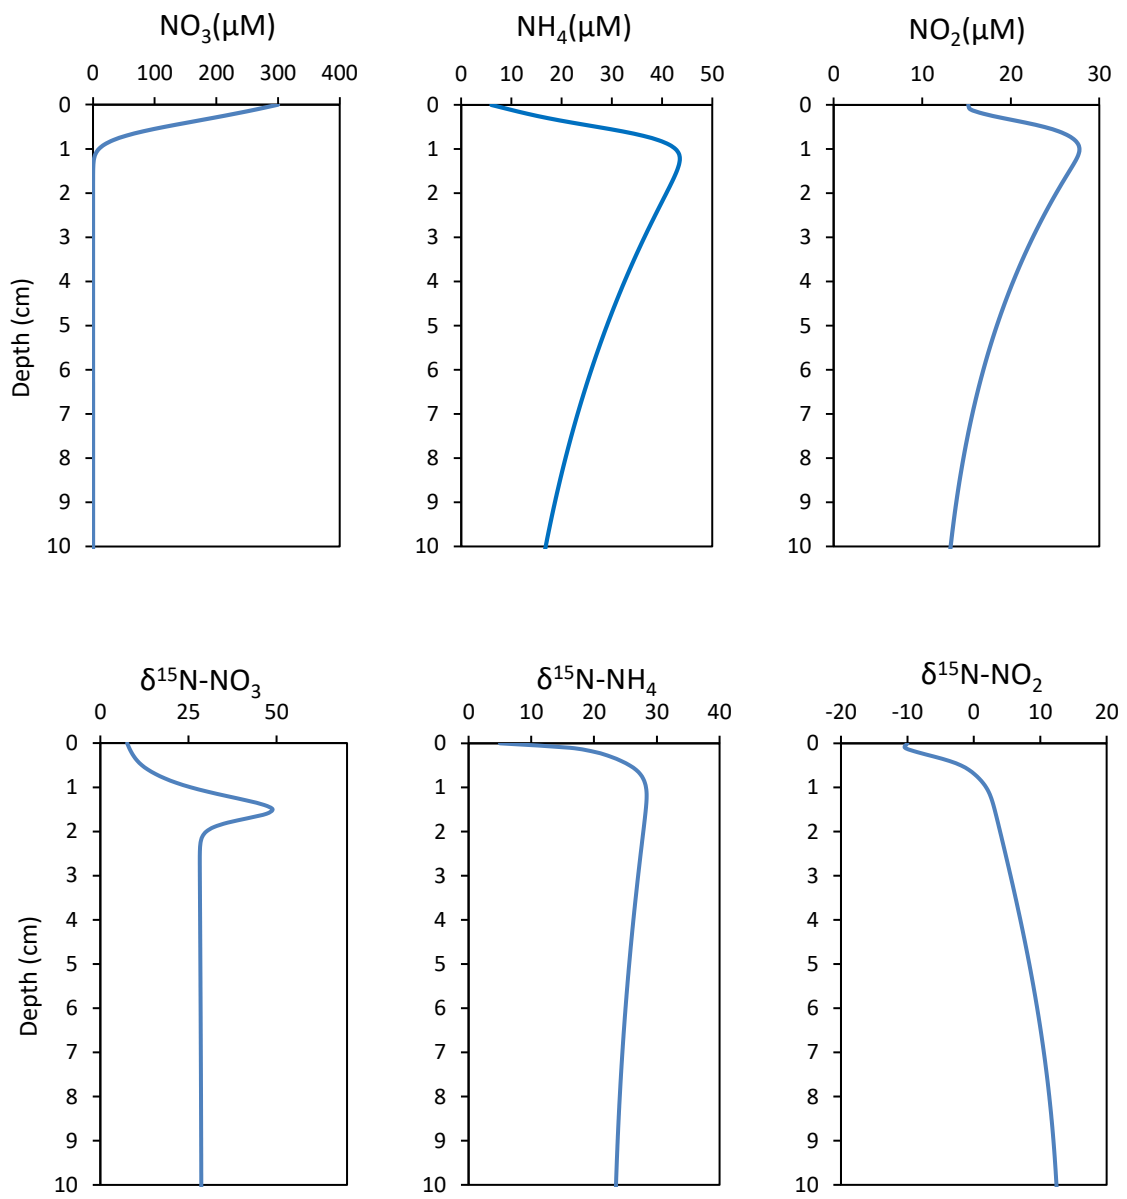 NO₃(µM)
NH₄(µM)
NO₂(µM)
0 100 200 300 400
0 10 20 30 40 50
0 10 20 30
0 0 0
1 1 1
2 2 2
3 3 3
4 4 4
5 5 5
6 6 6
7 7 7
8 8 8
9 9 9
10 10 10
Depth (cm)
δ¹⁵N-NO₃
δ¹⁵N-NH₄
δ¹⁵N-NO₂
0 25 50
0 10 20 30 40
-20 -10 0 10 20
0 0 0
1 1 1
2 2 2
3 3 3
4 4 4
5 5 5
6 6 6
7 7 7
8 8 8
9 9 9
10 10 10
Depth (cm)